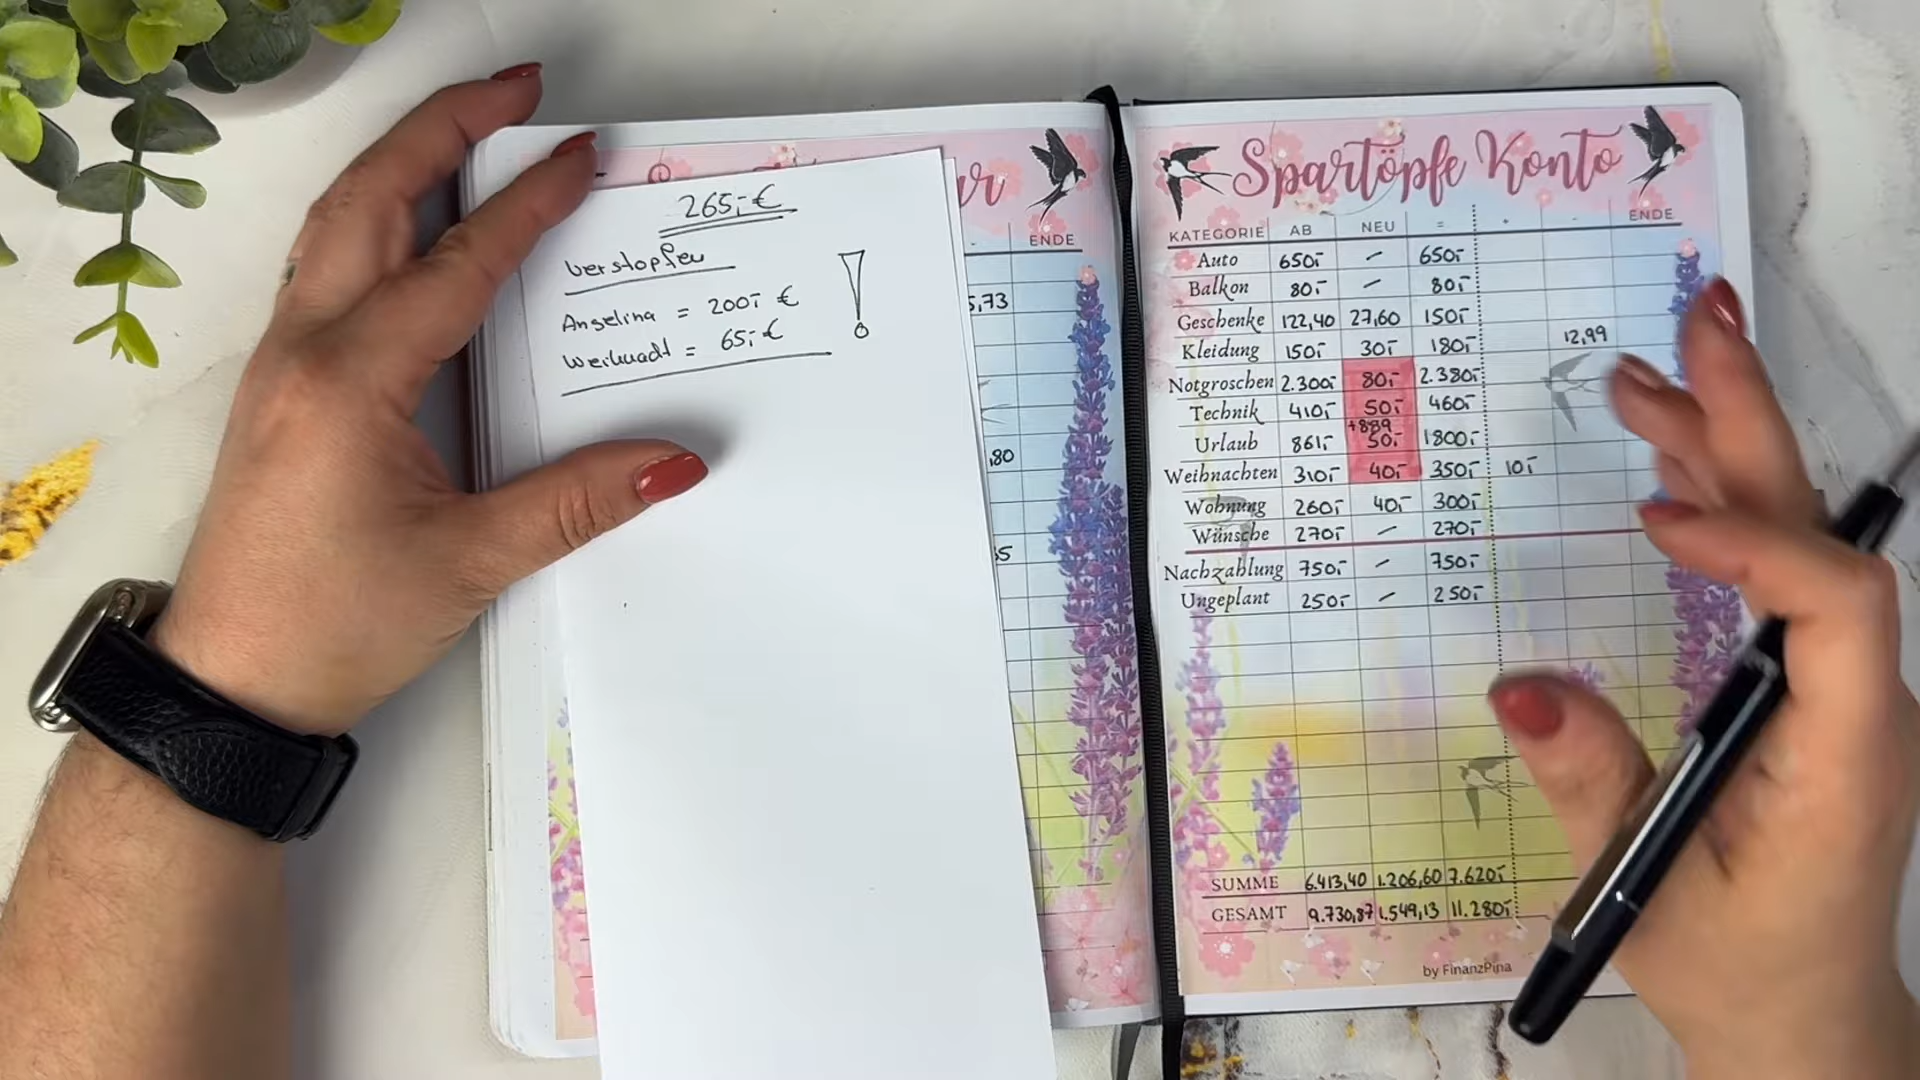 265,-€
verstopfen
Angelina = 200,- €
Weihnacht = 65,-€
!
ENDE
5,73
,80
Spartöpfe Konto
KATEGORIE AB NEU = + - ENDE
Auto 650,- - 650,-
Balkon 80,- - 80,-
Geschenke 122,40 27,60 150,-
Kleidung 150,- 30,- 180,- 12,99
Notgroschen 2.300,- 80,- 2.380,-
Technik 410,- 50,- 460,-
Urlaub 861,- +889 50,- 1800,-
Weihnachten 310,- 40,- 350,- 10,-
Wohnung 260,- 40,- 300,-
Wünsche 270,- - 270,-
Nachzahlung 750,- - 750,-
Ungeplant 250,- - 250,-
SUMME 6.413,40 1.206,60 7.620,-
GESAMT 9.730,87 1.549,13 11.280,-
by FinanzPina